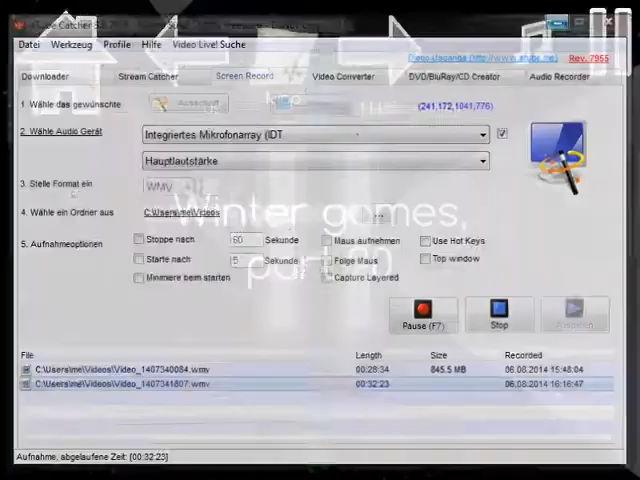 Datei Werkzeug Profile Hilfe Video Live! Suche
Rev. 7955
Downloader Stream Catcher Screen Record Video Converter DVD/BluRay/CD Creator Audio Recorder
1 Wähle das gewünschte
(241,172,1041,776)
2. Wähle Audio Gerät Integriertes Mikrofonarray (IDT
Hauptlautstärke
3. Stelle Format ein WMV
4. Wähle ein Ordner aus C:\Users\me\Videos ...
Winter games,
part 20
5. Aufnahmeoptionen Stoppe nach 60 Sekunde Maus aufnehmen Use Hot Keys
Starte nach 5 Sekunde Folge Maus Top window
Minimiere beim starten Capture Layered
Pause (F7) Stop
File Length Size Recorded
C:\Users\me\Videos\Video_1407340084.wmv 00:28:34 845.5 MB 06.08.2014 15:48:04
C:\Users\me\Videos\Video_1407341807.wmv 00:32:23 06.08.2014 16:16:47
Aufnahme, abgelaufene Zeit: [00:32:23]